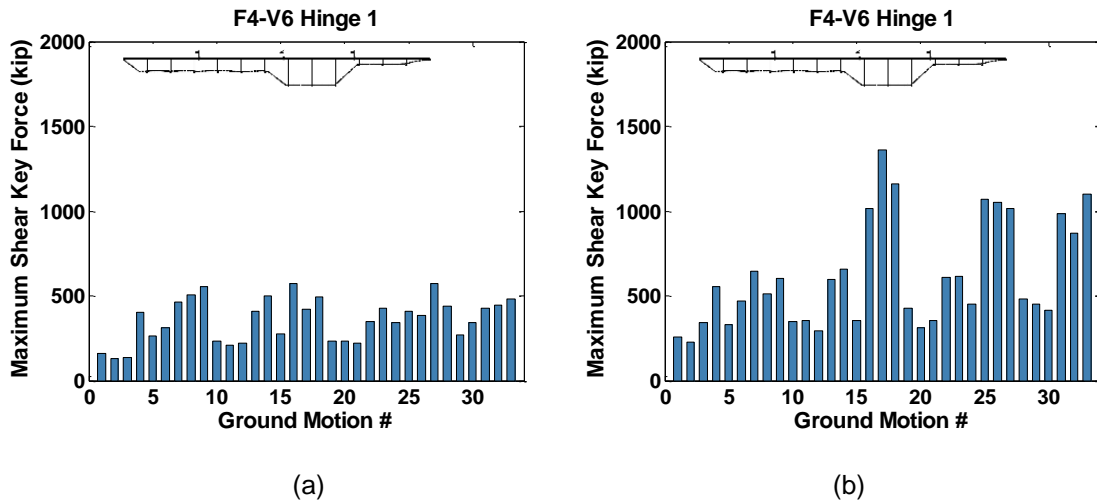 F4-V6 Hinge 1
Maximum Shear Key Force (kip)
2000
1500
1000
500
0
0 5 10 15 20 25 30
Ground Motion #
(a)
F4-V6 Hinge 1
Maximum Shear Key Force (kip)
2000
1500
1000
500
0
0 5 10 15 20 25 30
Ground Motion #
(b)